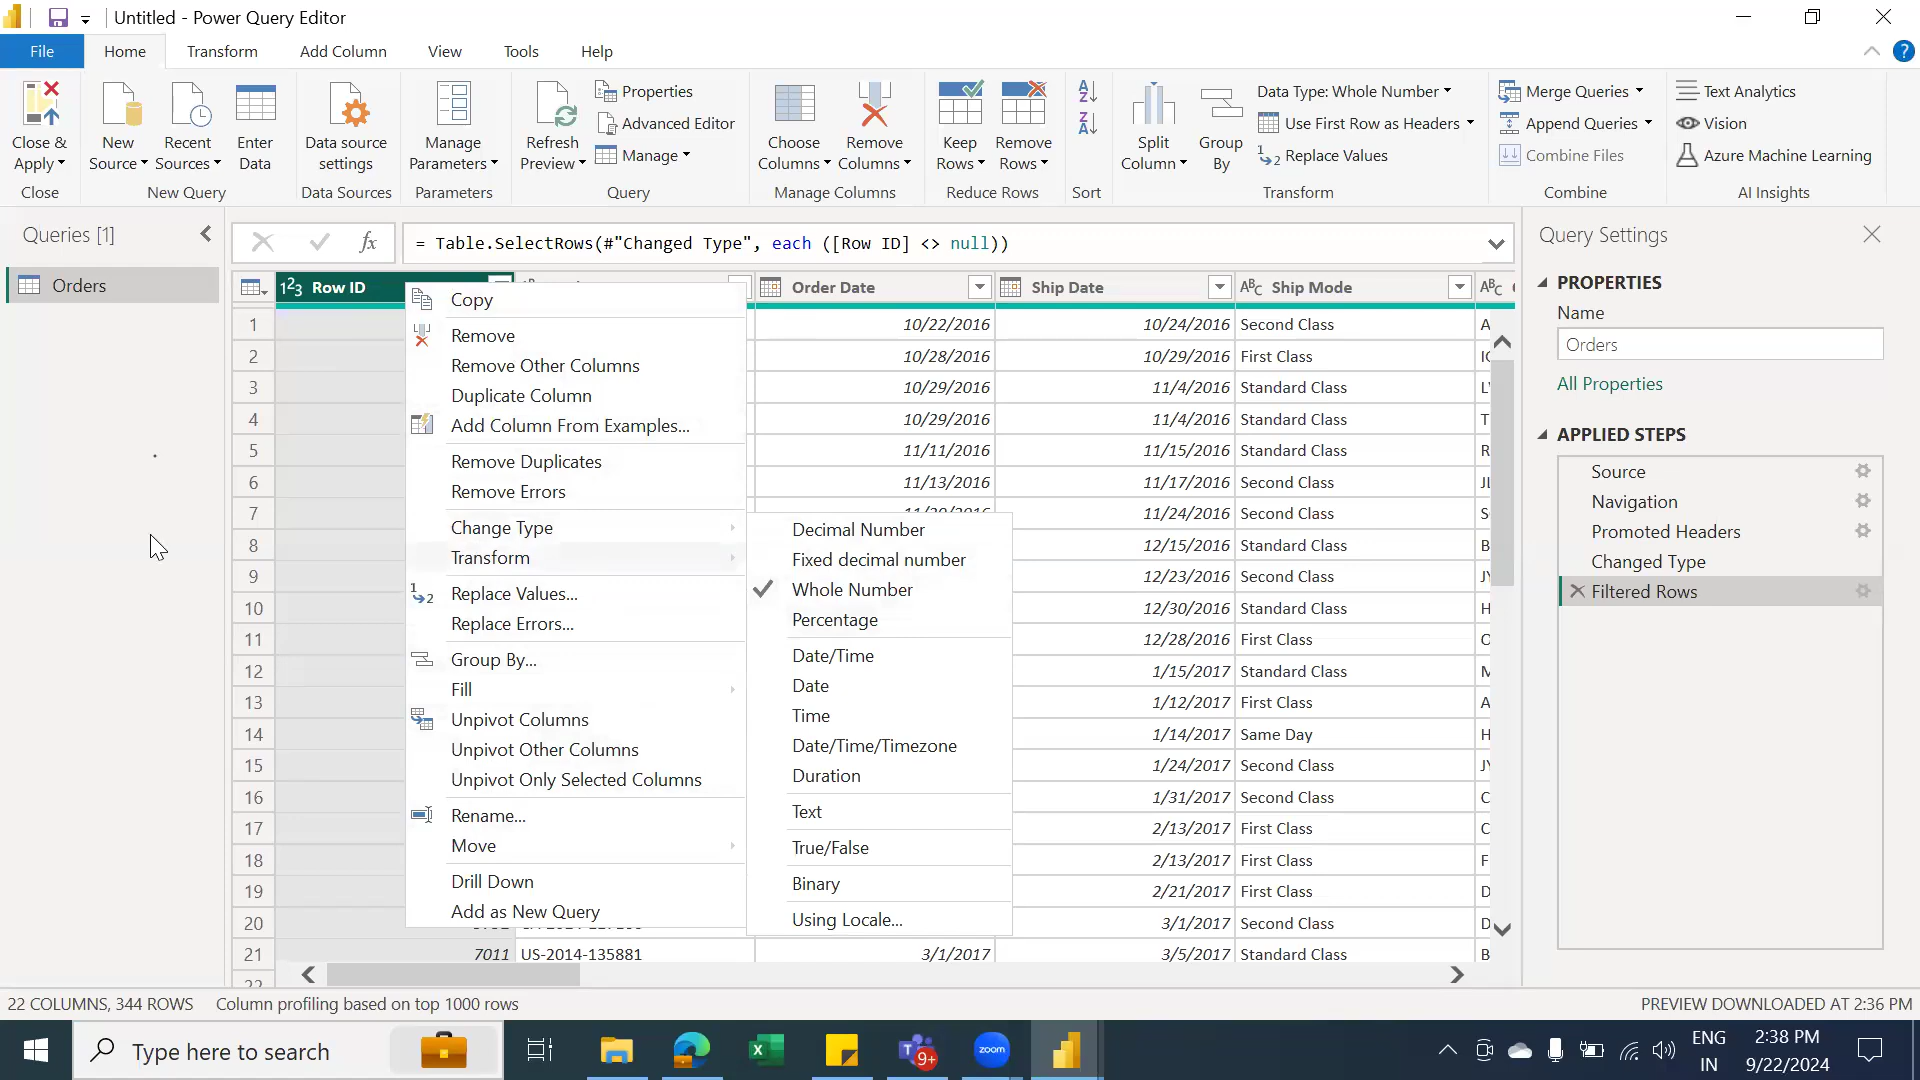 Untitled - Power Query Editor
File Home Transform Add Column View Tools Help
Close & Apply
Close
New Source
Recent Sources
Enter Data
New Query
Data source settings
Data Sources
Manage Parameters
Parameters
Refresh Preview
Properties
Advanced Editor
Manage
Query
Choose Columns
Remove Columns
Manage Columns
Keep Rows
Remove Rows
Reduce Rows
Sort
Split Column
Group By
Data Type: Whole Number
Use First Row as Headers
Replace Values
Transform
Merge Queries
Append Queries
Combine Files
Combine
Text Analytics
Vision
Azure Machine Learning
AI Insights
Queries [1]
Orders
fx = Table.SelectRows(#"Changed Type", each ([Row ID] <> null))
Row ID Order Date Ship Date Ship Mode
1 10/22/2016 10/24/2016 Second Class A
2 10/28/2016 10/29/2016 First Class
3 10/29/2016 11/4/2016 Standard Class
4 10/29/2016 11/4/2016 Standard Class T
5 11/11/2016 11/15/2016 Standard Class R
6 11/13/2016 11/17/2016 Second Class
7 11/24/2016 Second Class
8 12/15/2016 Standard Class B
9 12/23/2016 Second Class
10 12/30/2016 Standard Class H
11 12/28/2016 First Class
12 1/15/2017 Standard Class
13 1/12/2017 First Class A
14 1/14/2017 Same Day H
15 1/24/2017 Second Class
16 1/31/2017 Second Class C
17 2/13/2017 First Class C
18 2/13/2017 First Class F
19 2/21/2017 First Class D
20 3/1/2017 Second Class D
21 7011 US-2014-135881 3/1/2017 3/5/2017 Standard Class B
22
Copy
Remove
Remove Other Columns
Duplicate Column
Add Column From Examples...
Remove Duplicates
Remove Errors
Change Type
Transform
Replace Values...
Replace Errors...
Group By...
Fill
Unpivot Columns
Unpivot Other Columns
Unpivot Only Selected Columns
Rename...
Move
Drill Down
Add as New Query
Decimal Number
Fixed decimal number
Whole Number
Percentage
Date/Time
Date
Time
Date/Time/Timezone
Duration
Text
True/False
Binary
Using Locale...
Query Settings
PROPERTIES
Name
Orders
All Properties
APPLIED STEPS
Source
Navigation
Promoted Headers
Changed Type
Filtered Rows
22 COLUMNS, 344 ROWS Column profiling based on top 1000 rows PREVIEW DOWNLOADED AT 2:36 PM
Type here to search
9+
zoom
ENG
IN
2:38 PM
9/22/2024